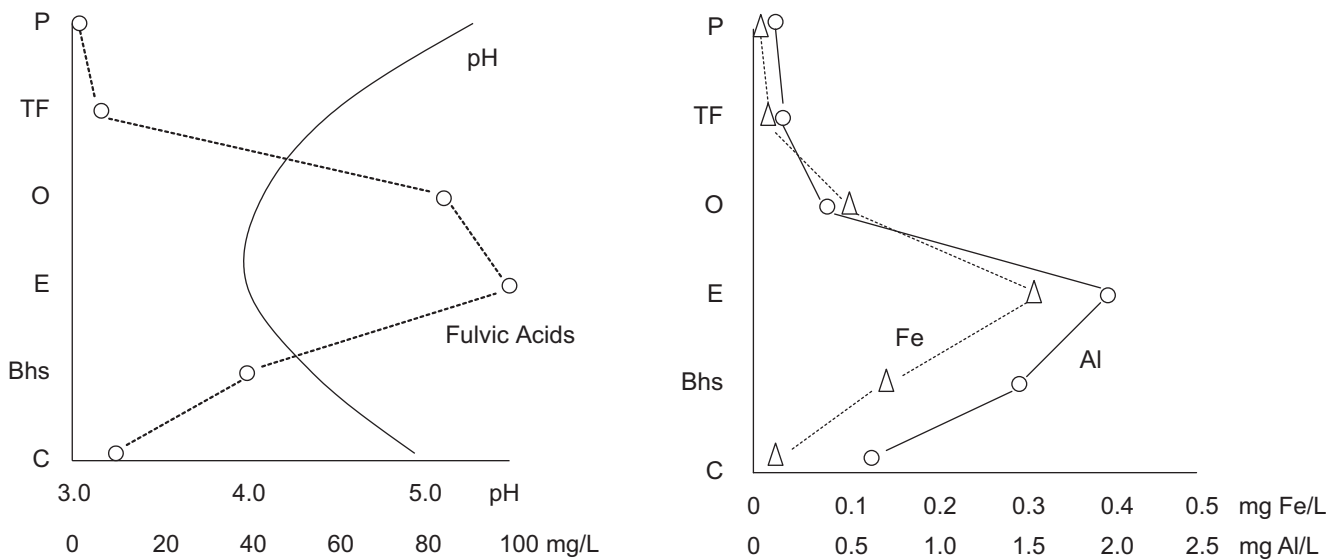 P
pH
TF
O
E
Fulvic Acids
Bhs
C
3.0 4.0 5.0 pH
0 20 40 60 80 100 mg/L
P
TF
O
E
Fe
Al
Bhs
C
0 0.1 0.2 0.3 0.4 0.5 mg Fe/L
0 0.5 1.0 1.5 2.0 2.5 mg Al/L